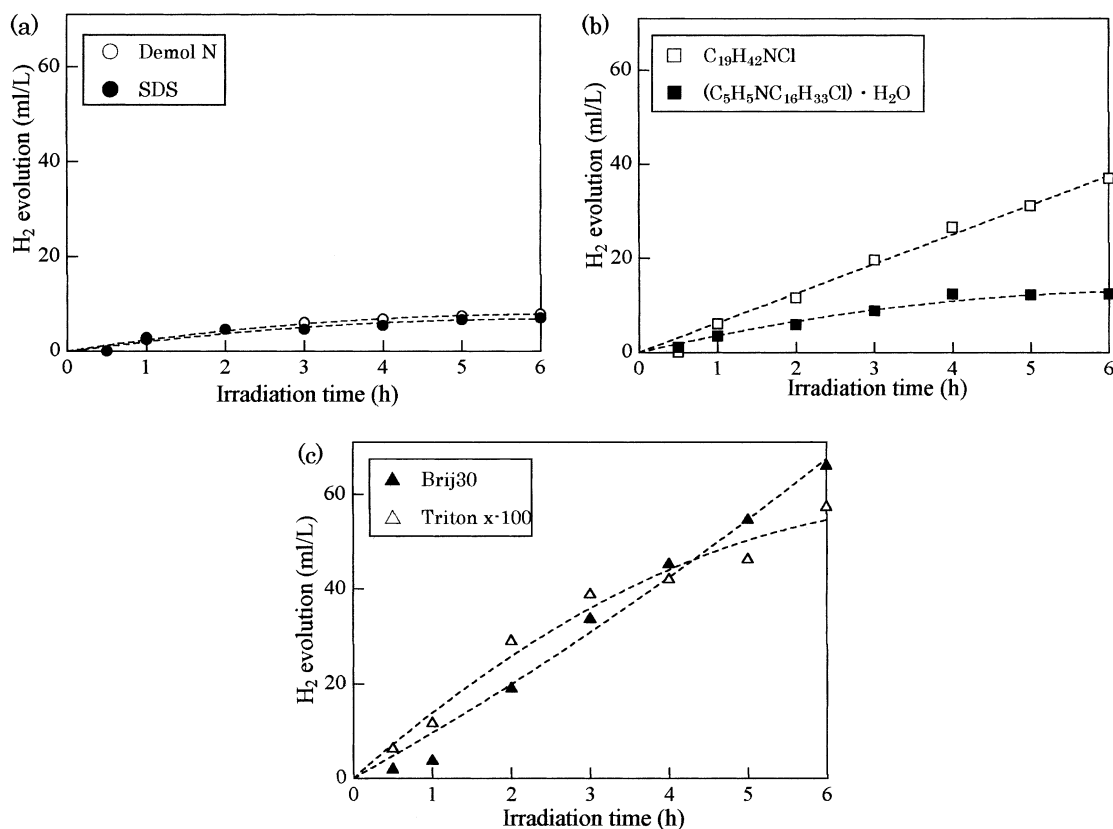 (a)
Demol N
SDS
H₂ evolution (ml/L)
60
40
20
0
0 1 2 3 4 5 6
Irradiation time (h)
(b)
C₁₉H₄₂NCl
(C₅H₅NC₁₆H₃₃Cl)・H₂O
H₂ evolution (ml/L)
60
40
20
0
0 1 2 3 4 5 6
Irradiation time (h)
(c)
Brij30
Triton x-100
H₂ evolution (ml/L)
60
40
20
0
0 1 2 3 4 5 6
Irradiation time (h)